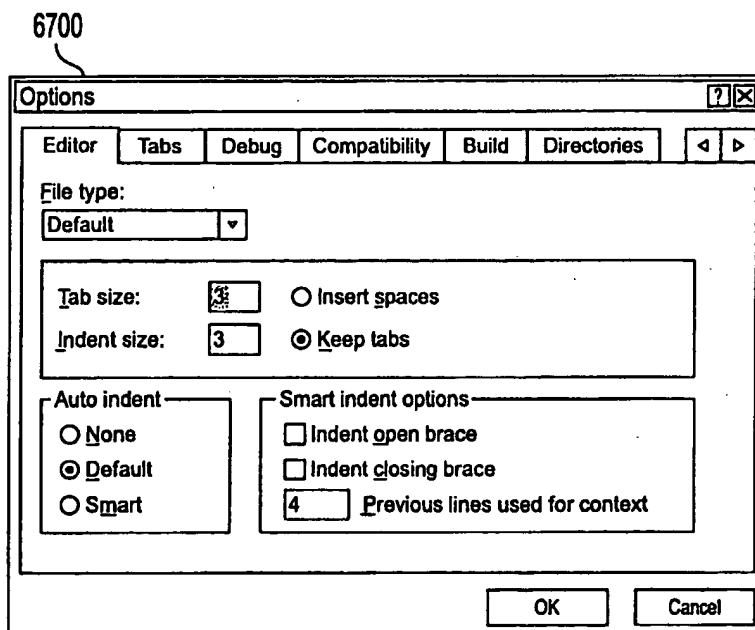 6700
Options ?
Editor Tabs Debug Compatibility Build Directories
File type:
Default
Tab size: 3 Insert spaces
Indent size: 3 Keep tabs
Auto indent Smart indent options
None Indent open brace
Default Indent closing brace
Smart 4 Previous lines used for context
OK Cancel